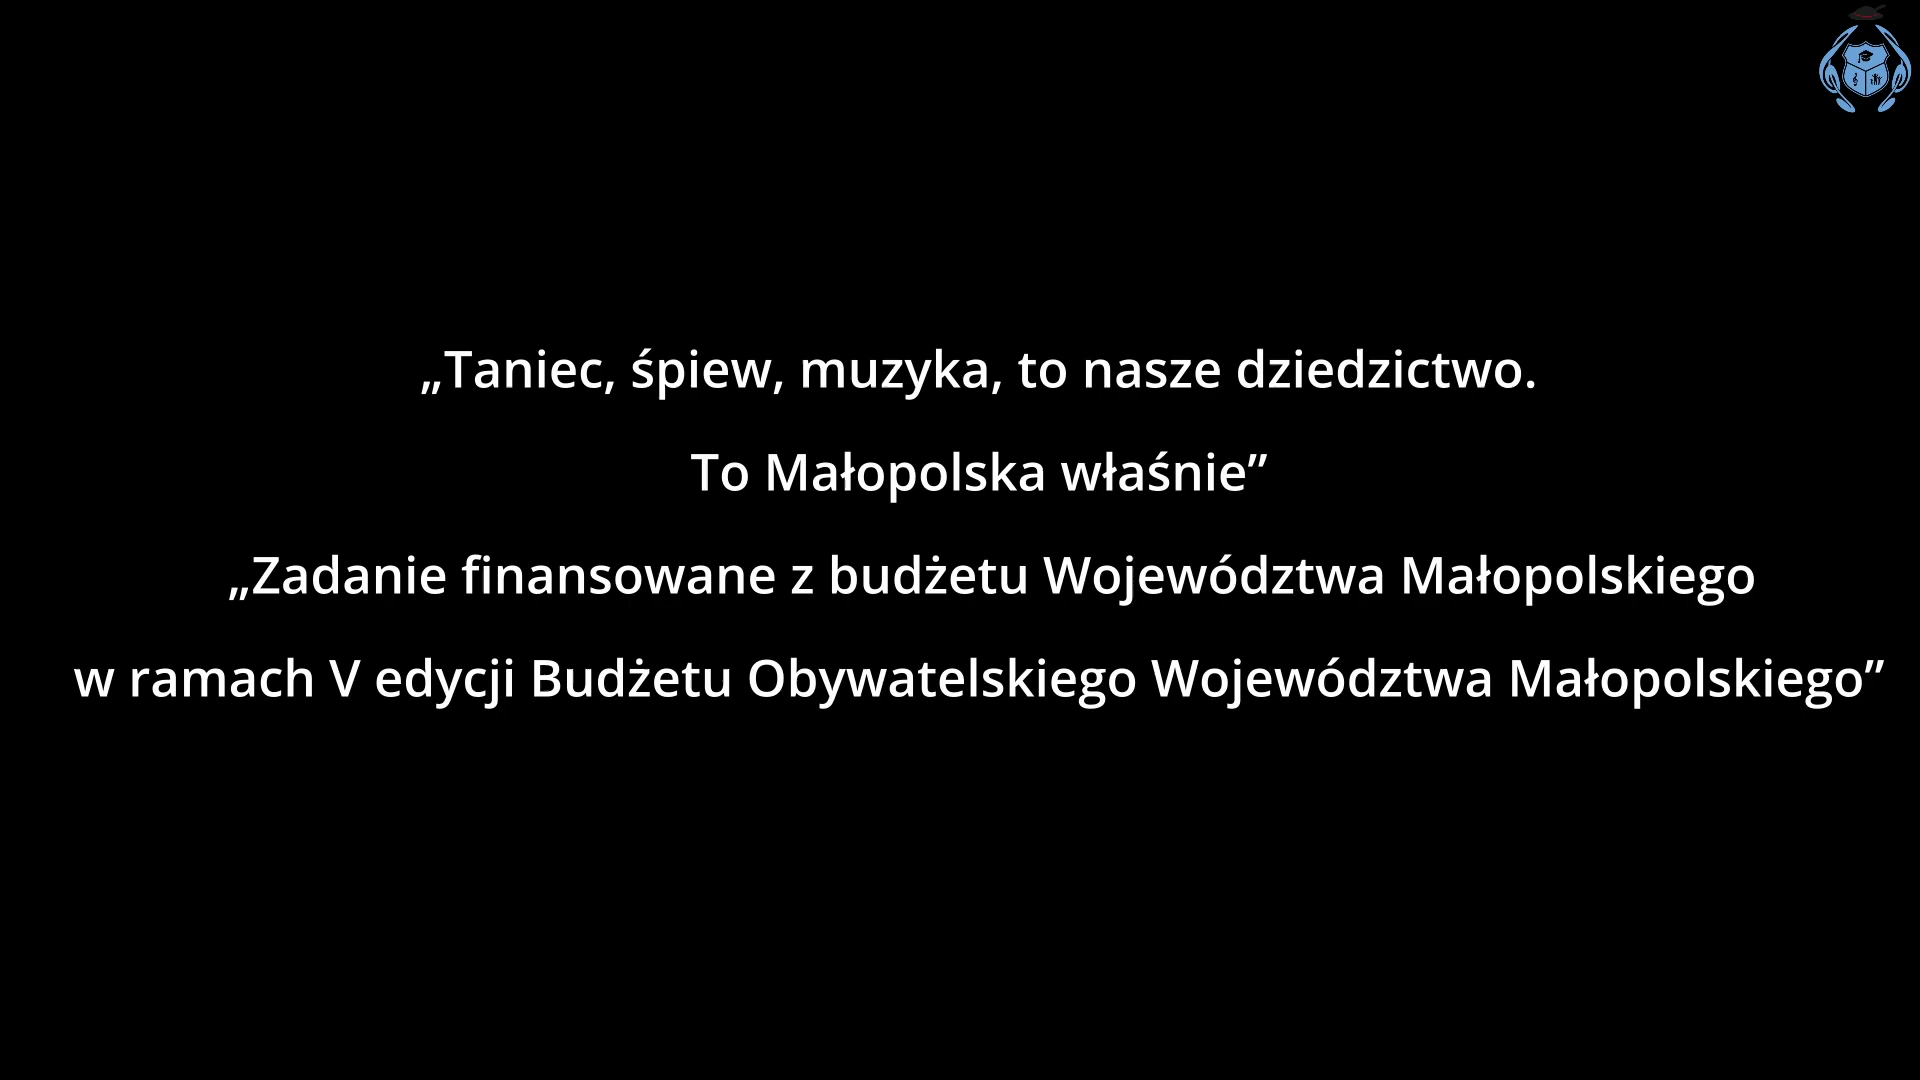 „Taniec, śpiew, muzyka, to nasze dziedzictwo.
To Małopolska właśnie”
„Zadanie finansowane z budżetu Województwa Małopolskiego
w ramach V edycji Budżetu Obywatelskiego Województwa Małopolskiego”